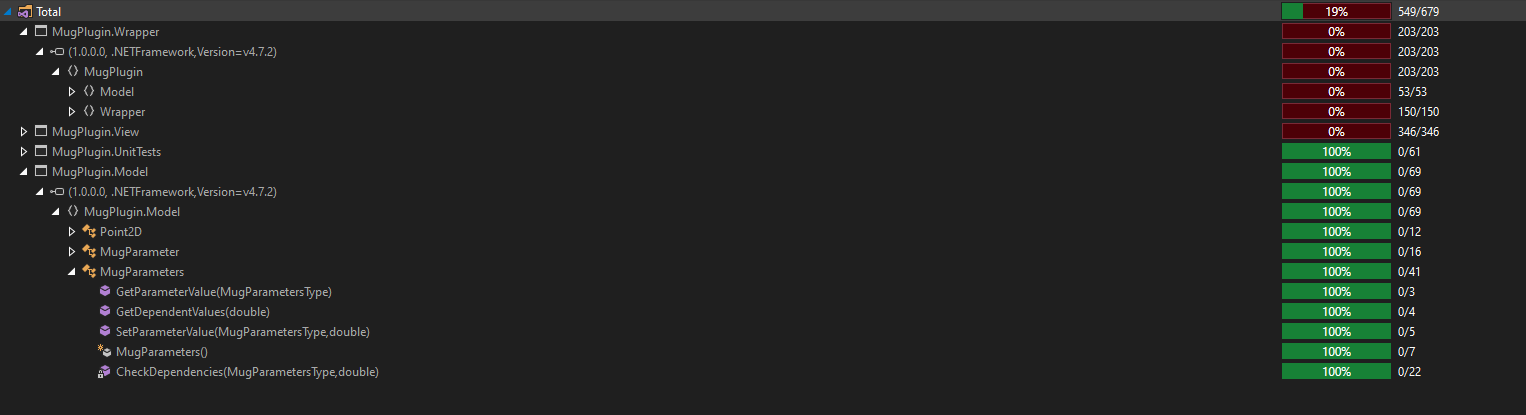 Total 19% 549/679
MugPlugin.Wrapper 0% 203/203
(1.0.0.0, .NETFramework,Version=v4.7.2) 0% 203/203
MugPlugin 0% 203/203
Model 0% 53/53
Wrapper 0% 150/150
MugPlugin.View 0% 346/346
MugPlugin.UnitTests 100% 0/61
MugPlugin.Model 100% 0/69
(1.0.0.0, .NETFramework,Version=v4.7.2) 100% 0/69
MugPlugin.Model 100% 0/69
Point2D 100% 0/12
MugParameter 100% 0/16
MugParameters 100% 0/41
GetParameterValue(MugParametersType) 100% 0/3
GetDependentValues(double) 100% 0/4
SetParameterValue(MugParametersType,double) 100% 0/5
MugParameters() 100% 0/7
CheckDependencies(MugParametersType,double) 100% 0/22